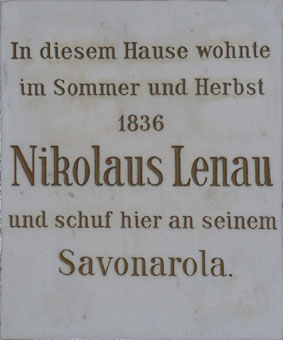 In diesem Hause wohnte
im Sommer und Herbst
1836
Nikolaus Lenau
und schuf hier an seinem
Savonarola.